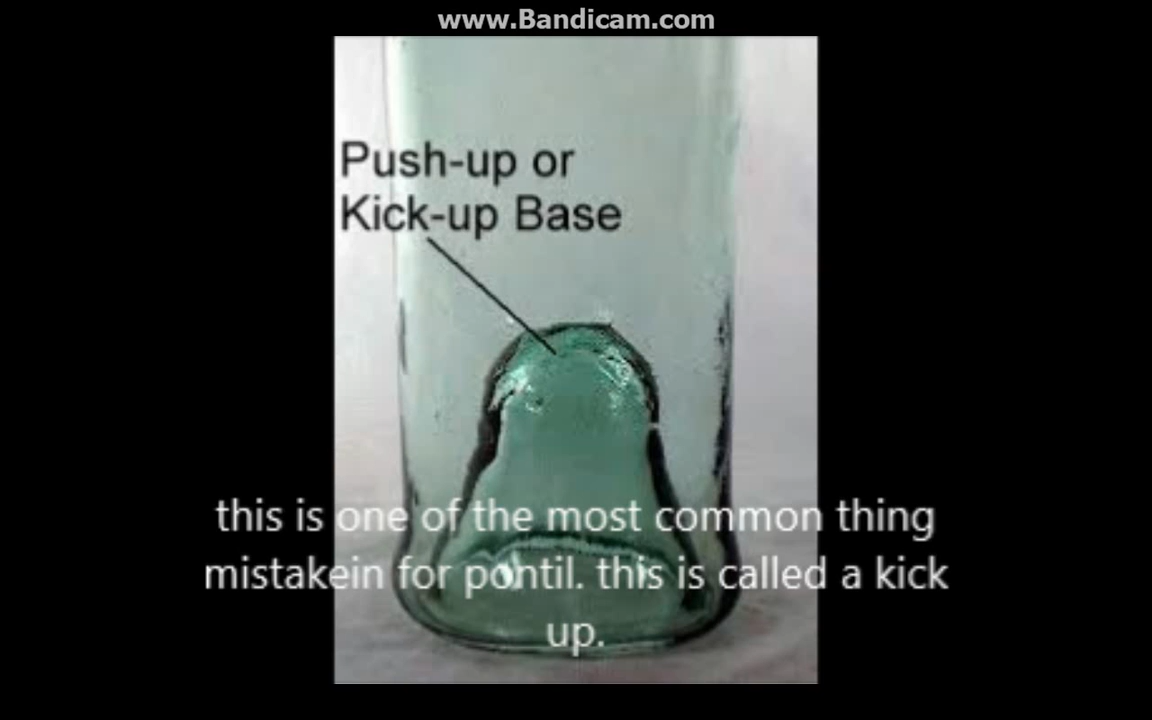 www.Bandicam.com
Push-up or
Kick-up Base
this is one of the most common thing
mistakein for pontil. this is called a kick
up.